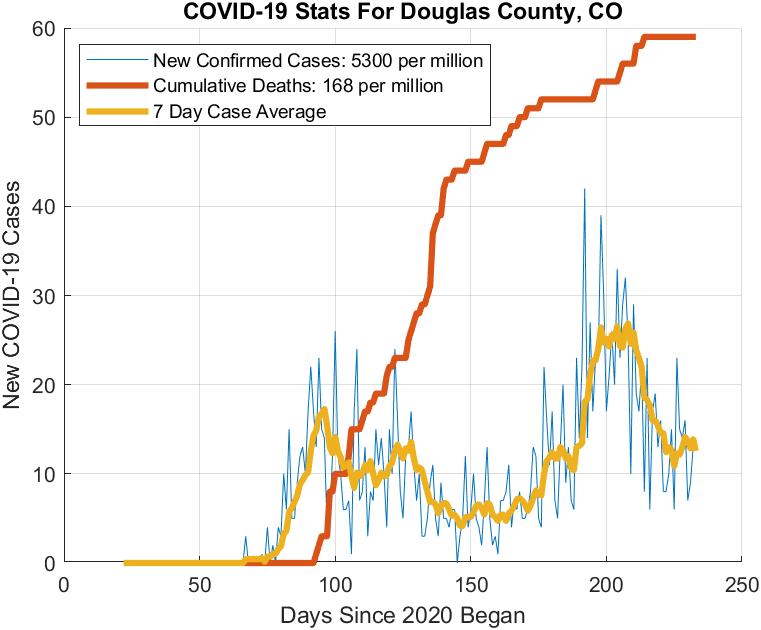 COVID-19 Stats For Douglas County, CO
New Confirmed Cases: 5300 per million
Cumulative Deaths: 168 per million
7 Day Case Average
New COVID-19 Cases
60
50
40
30
20
10
0
0 50 100 150 200 250
Days Since 2020 Began